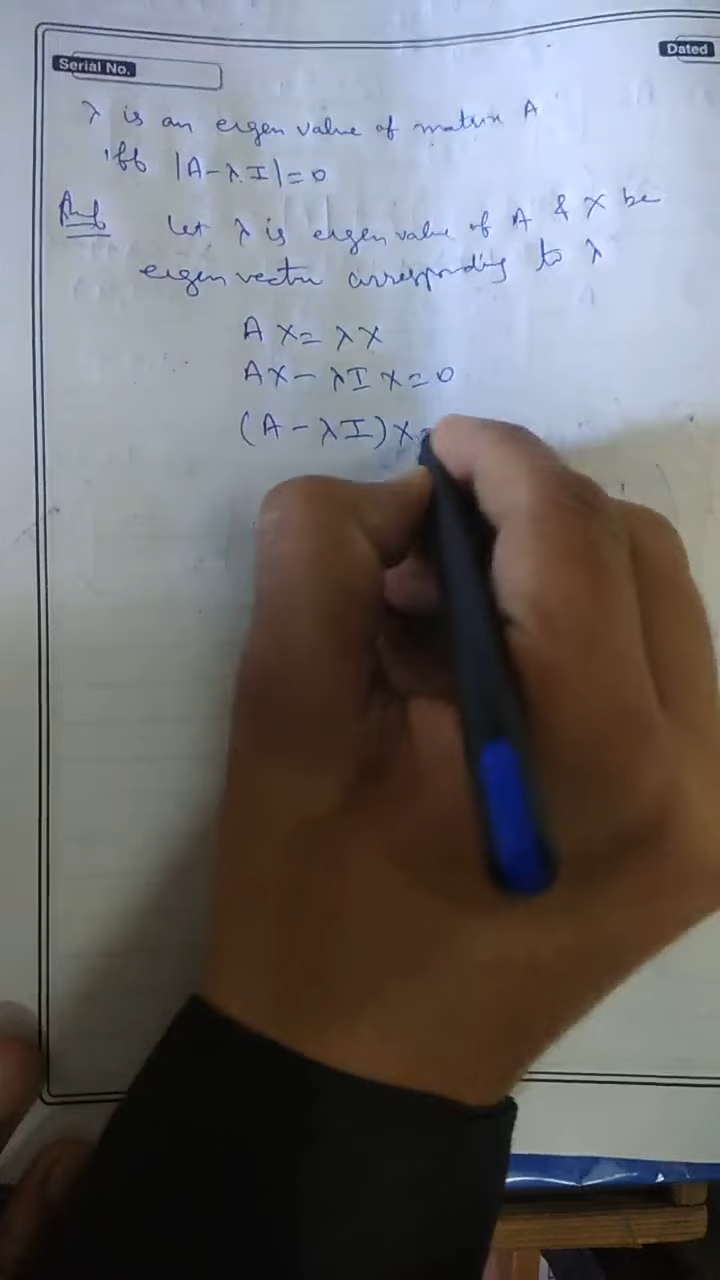 Serial No.
Dated
λ is an eigen value of matrix A
iff |A-λI|=0
Let λ is eigen value of A & X be
eigen vector corresponding to λ
AX=λX
AX-λIX=0
(A-λI)X=